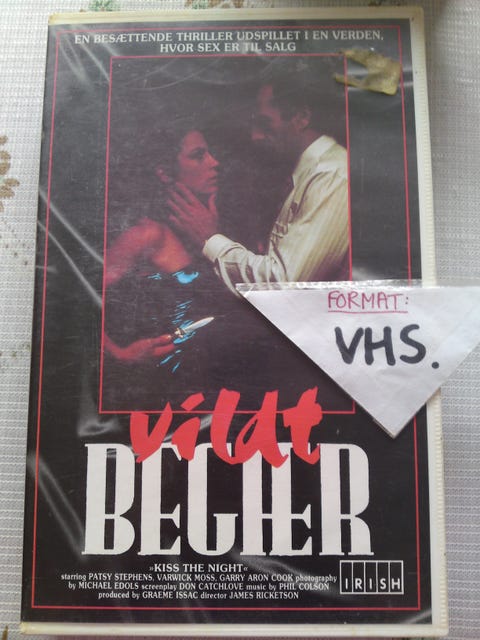 EN BESÆTTENDE THRILLER UDSPILLET I EN VERDEN,
HVOR SEX ER TIL SALG
FORMAT:
VHS.
vildt
BEGÆR
»KISS THE NIGHT«
starring PATSY STEPHENS, VARWICK MOSS, GARRY ARON COOK photography
by MICHAEL EDOLS screenplay DON CATCHLOVE music by PHIL COLSON
produced by GRAEME ISSAC director JAMES RICKETSON
IRISH